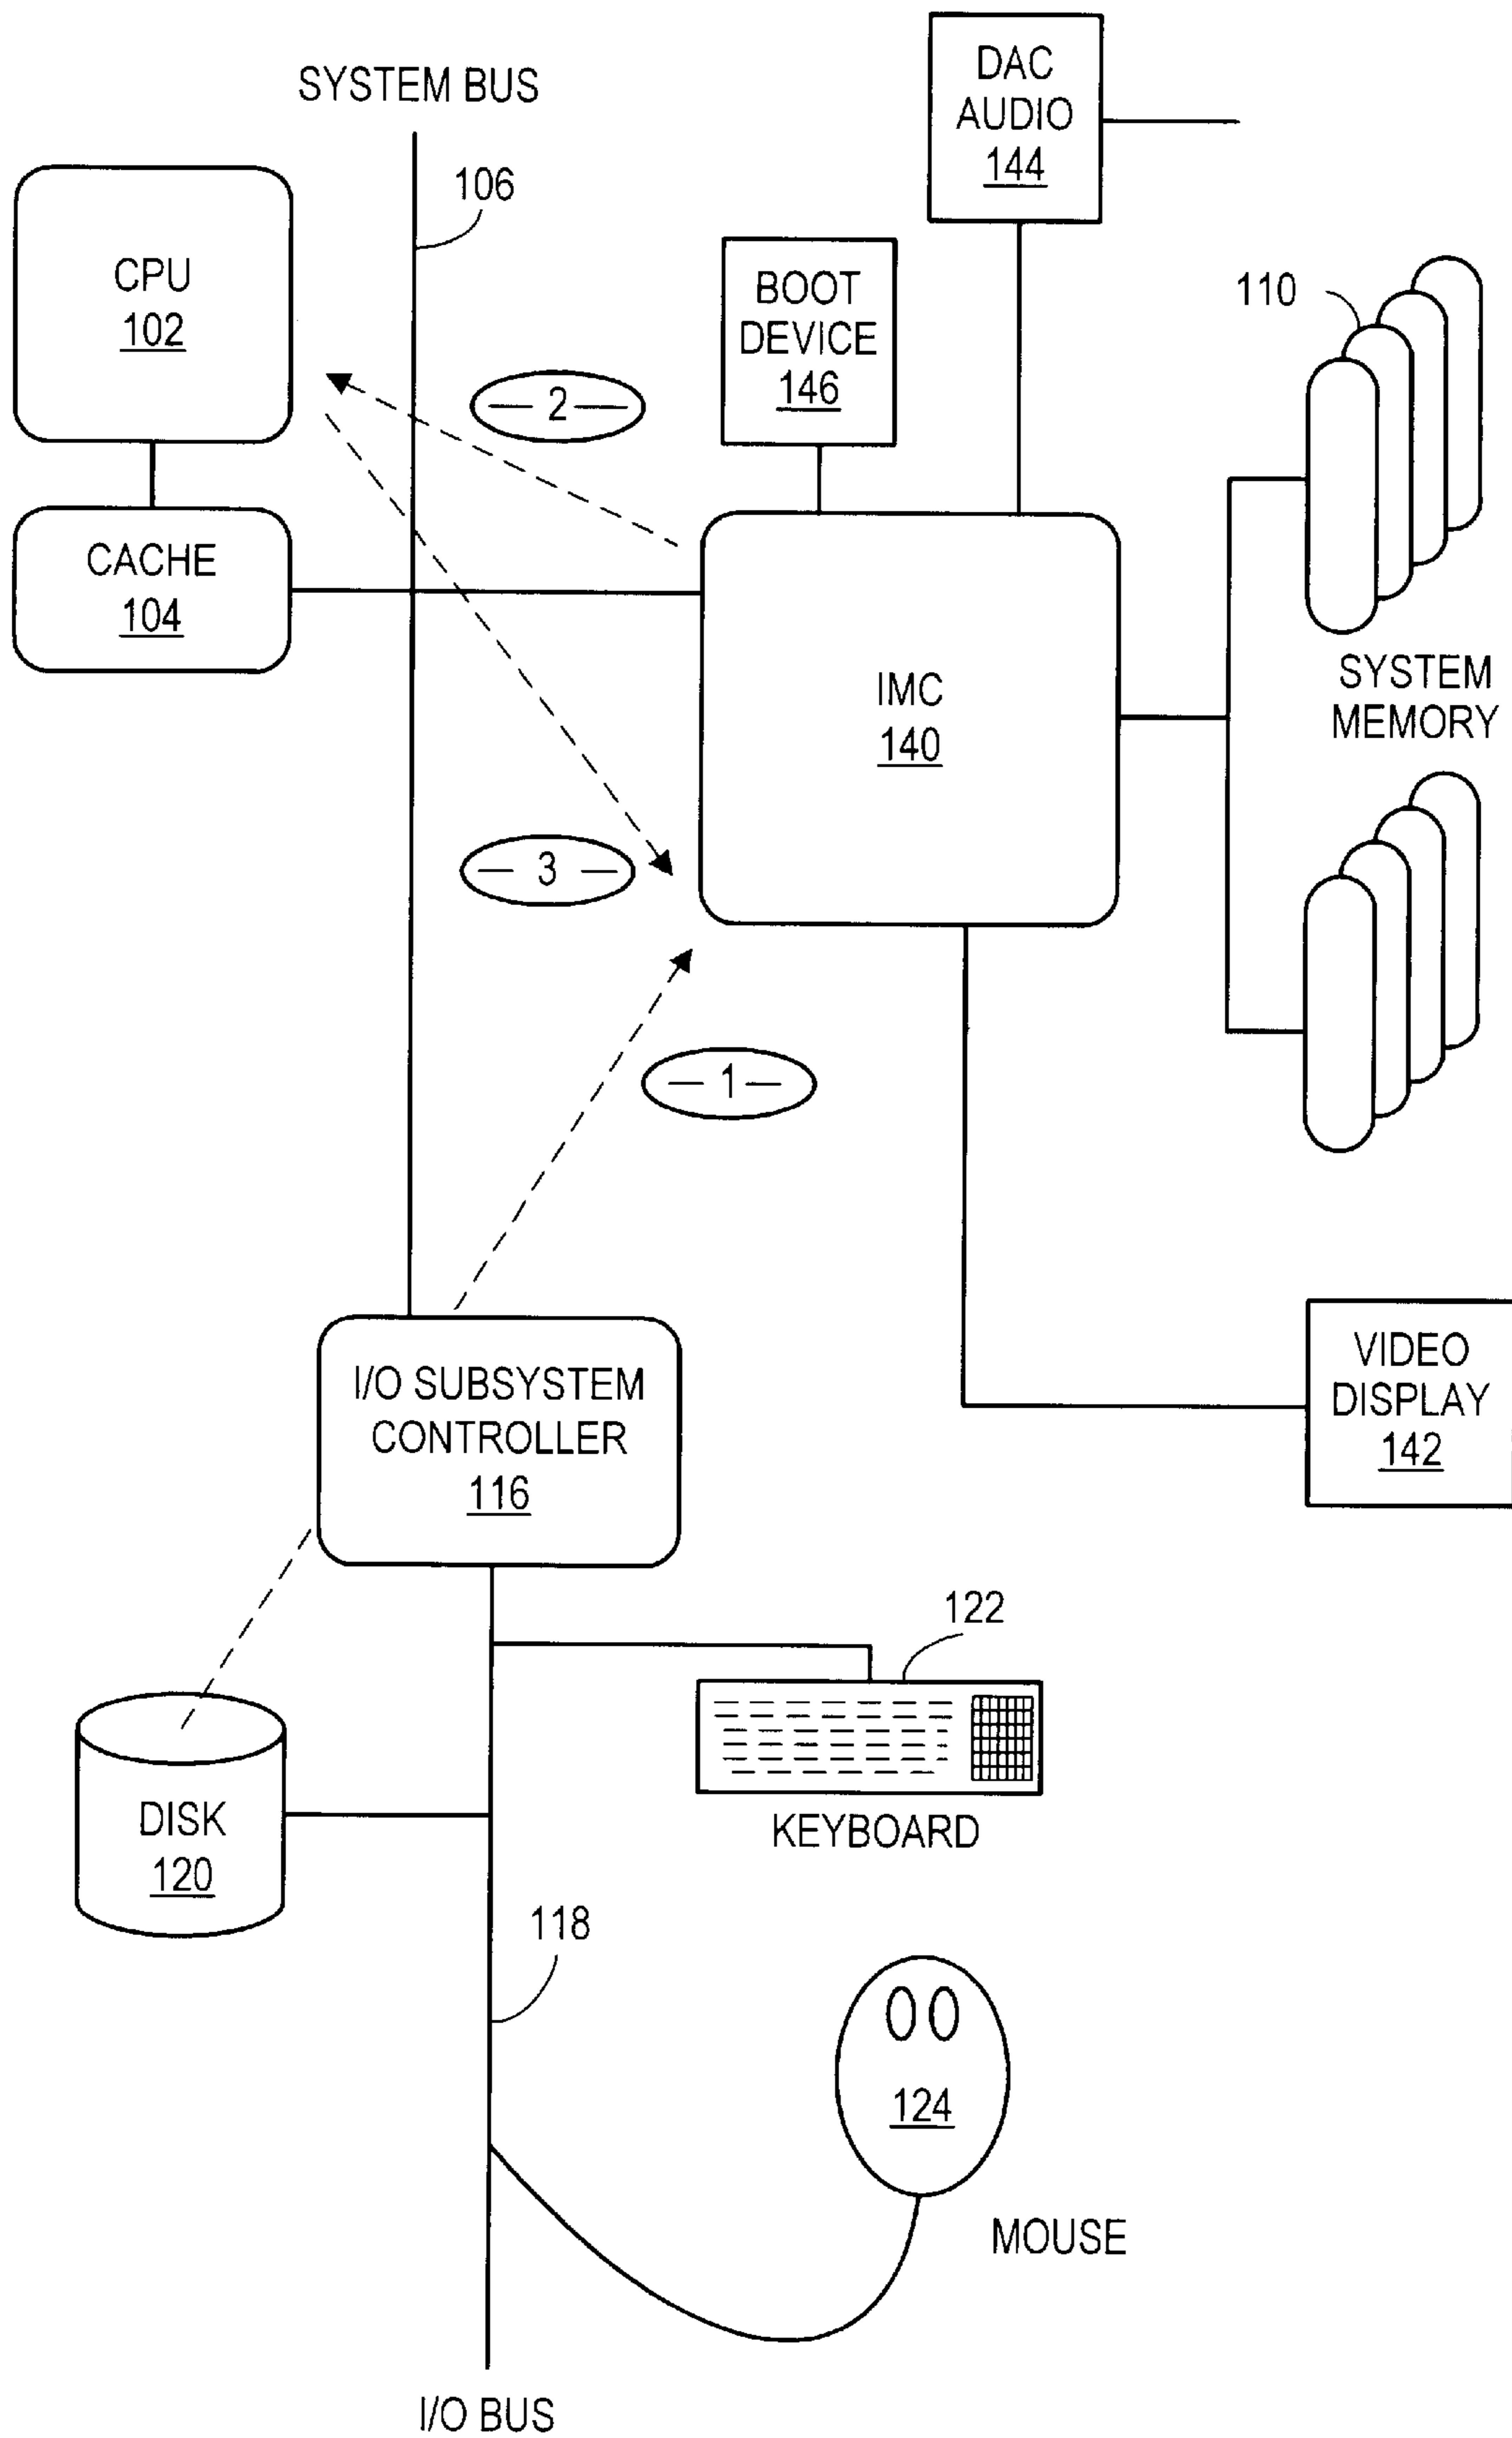 SYSTEM BUS
106
DAC
AUDIO
144
CPU
102
BOOT
DEVICE
146
110
— 2 —
CACHE
104
IMC
140
SYSTEM
MEMORY
— 3 —
— 1 —
I/O SUBSYSTEM
CONTROLLER
116
VIDEO
DISPLAY
142
122
KEYBOARD
DISK
120
118
124
MOUSE
I/O BUS